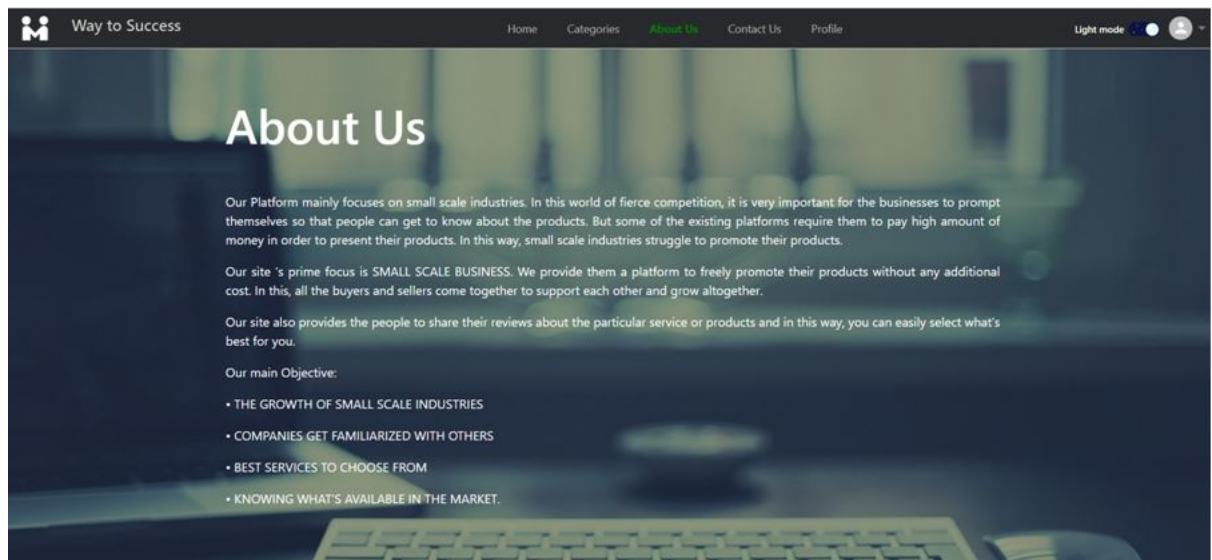 Way to Success
Home Categories About Us Contact Us Profile
Light mode
About Us
Our Platform mainly focuses on small scale industries. In this world of fierce competition, it is very important for the businesses to prompt
themselves so that people can get to know about the products. But some of the existing platforms require them to pay high amount of
money in order to present their products. In this way, small scale industries struggle to promote their products.
Our site 's prime focus is SMALL SCALE BUSINESS. We provide them a platform to freely promote their products without any additional
cost. In this, all the buyers and sellers come together to support each other and grow altogether.
Our site also provides the people to share their reviews about the particular service or products and in this way, you can easily select what's
best for you.
Our main Objective:
• THE GROWTH OF SMALL SCALE INDUSTRIES
• COMPANIES GET FAMILIARIZED WITH OTHERS
• BEST SERVICES TO CHOOSE FROM
• KNOWING WHAT'S AVAILABLE IN THE MARKET.